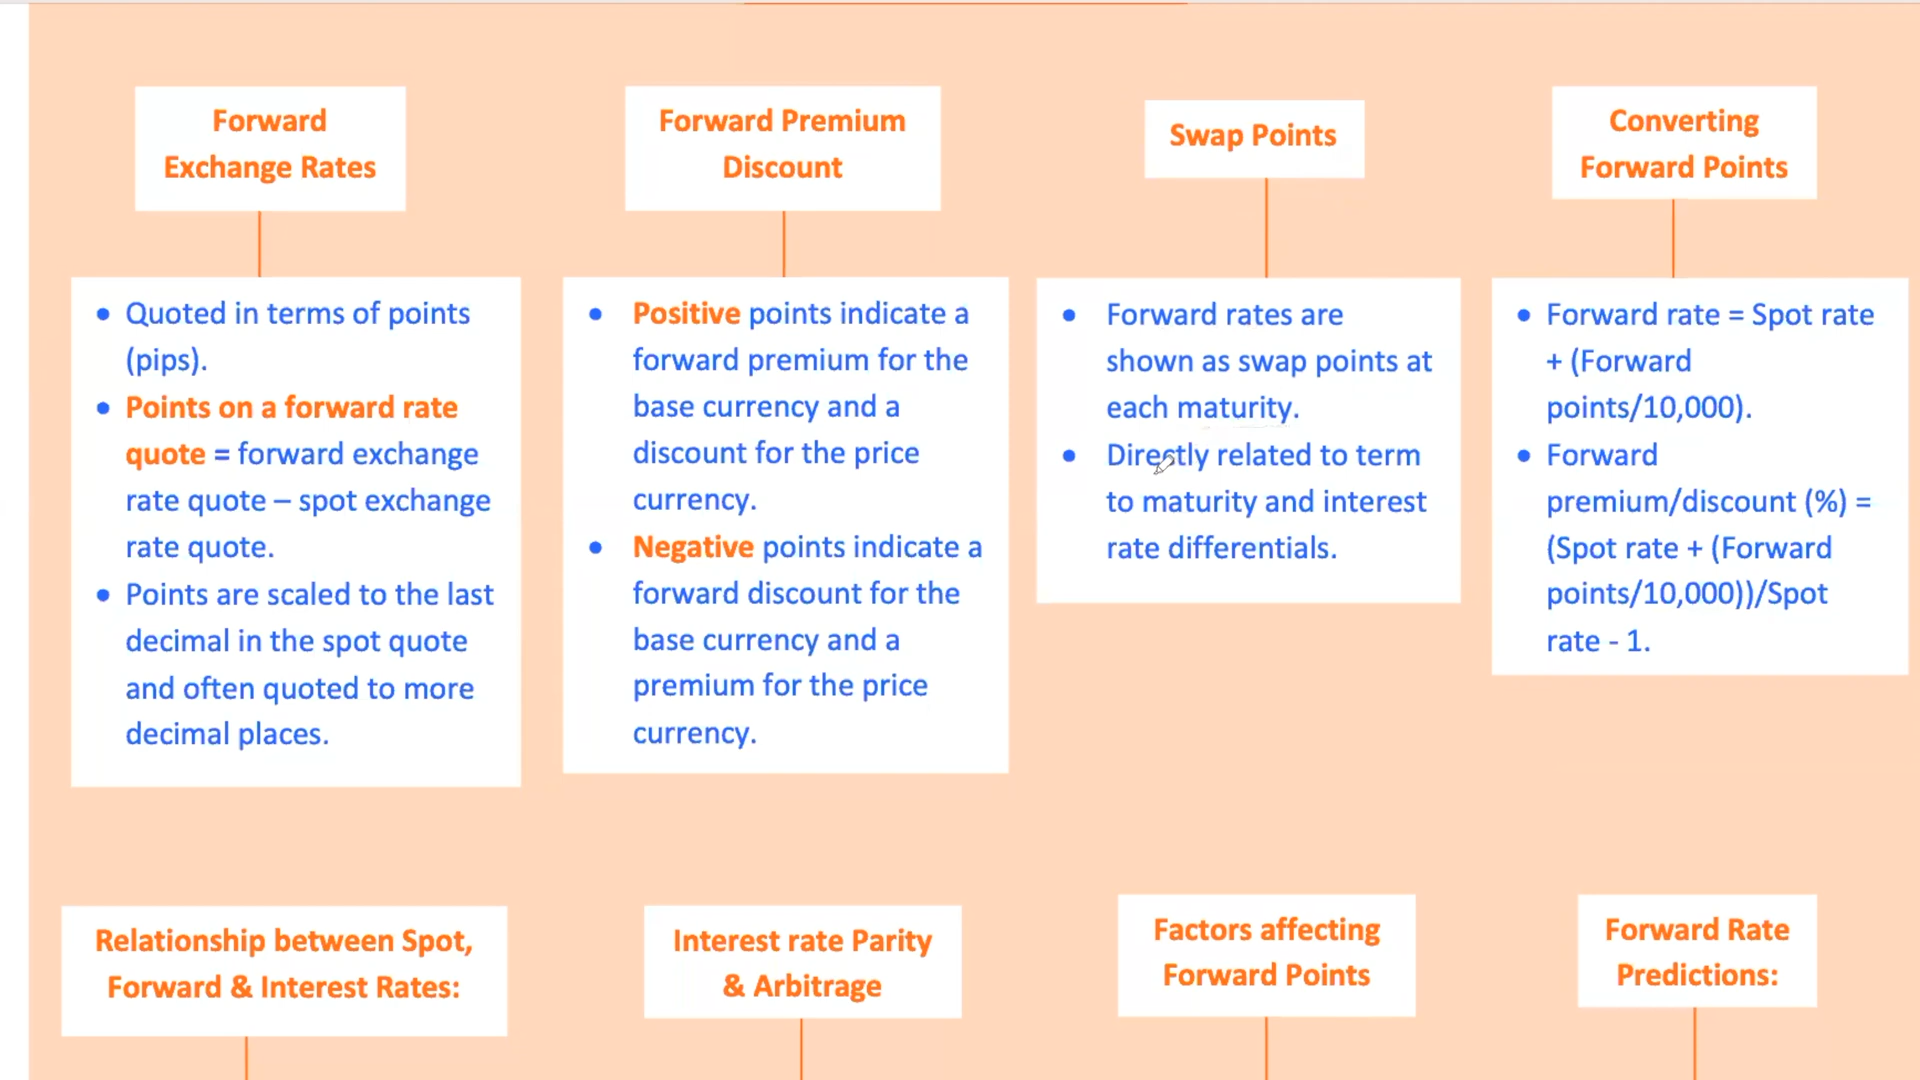 Forward
Exchange Rates
Forward Premium
Discount
Swap Points
Converting
Forward Points
• Quoted in terms of points
(pips).
• Points on a forward rate
quote = forward exchange
rate quote – spot exchange
rate quote.
• Points are scaled to the last
decimal in the spot quote
and often quoted to more
decimal places.
• Positive points indicate a
forward premium for the
base currency and a
discount for the price
currency.
• Negative points indicate a
forward discount for the
base currency and a
premium for the price
currency.
• Forward rates are
shown as swap points at
each maturity.
• Directly related to term
to maturity and interest
rate differentials.
• Forward rate = Spot rate
+ (Forward
points/10,000).
• Forward
premium/discount (%) =
(Spot rate + (Forward
points/10,000))/Spot
rate - 1.
Relationship between Spot,
Forward & Interest Rates:
Interest rate Parity
& Arbitrage
Factors affecting
Forward Points
Forward Rate
Predictions: